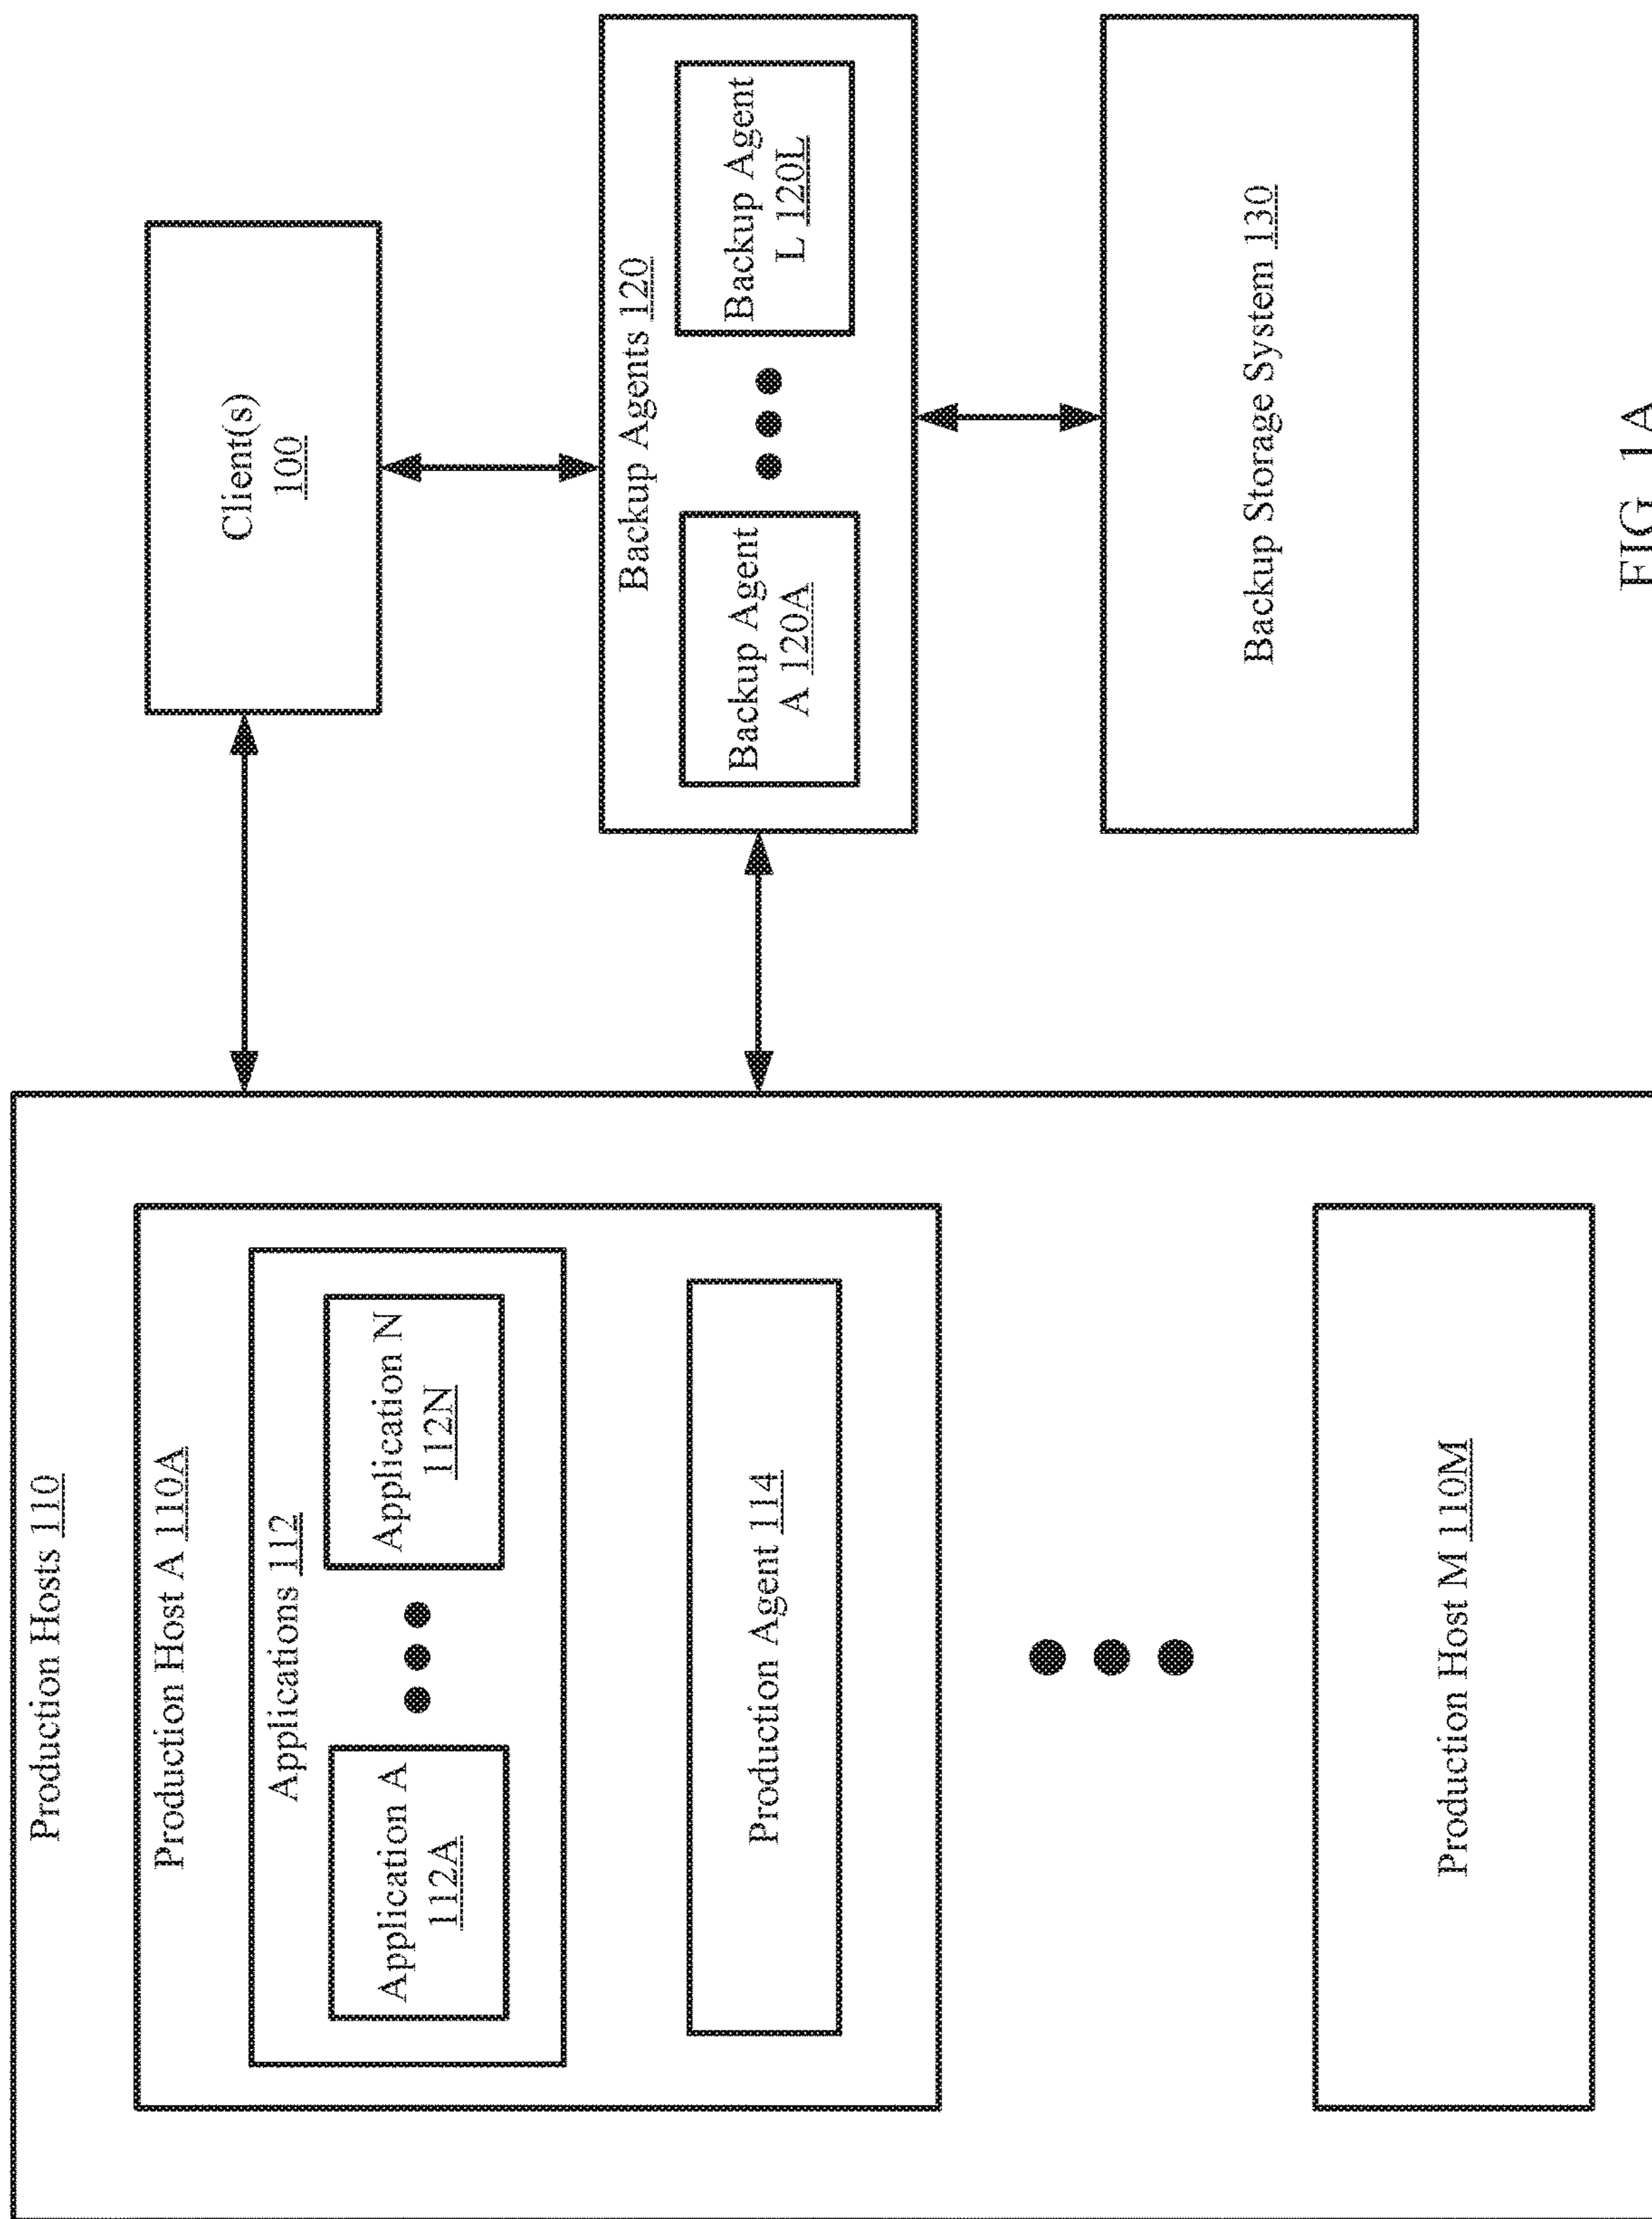 Production Hosts 110
Production Host A 110A
Applications 112
Application A
112A
Application N
112N
Production Agent 114
Production Host M 110M
Client(s)
100
Backup Agents 120
Backup Agent
A 120A
Backup Agent
L 120L
Backup Storage System 130
FIG. 1A